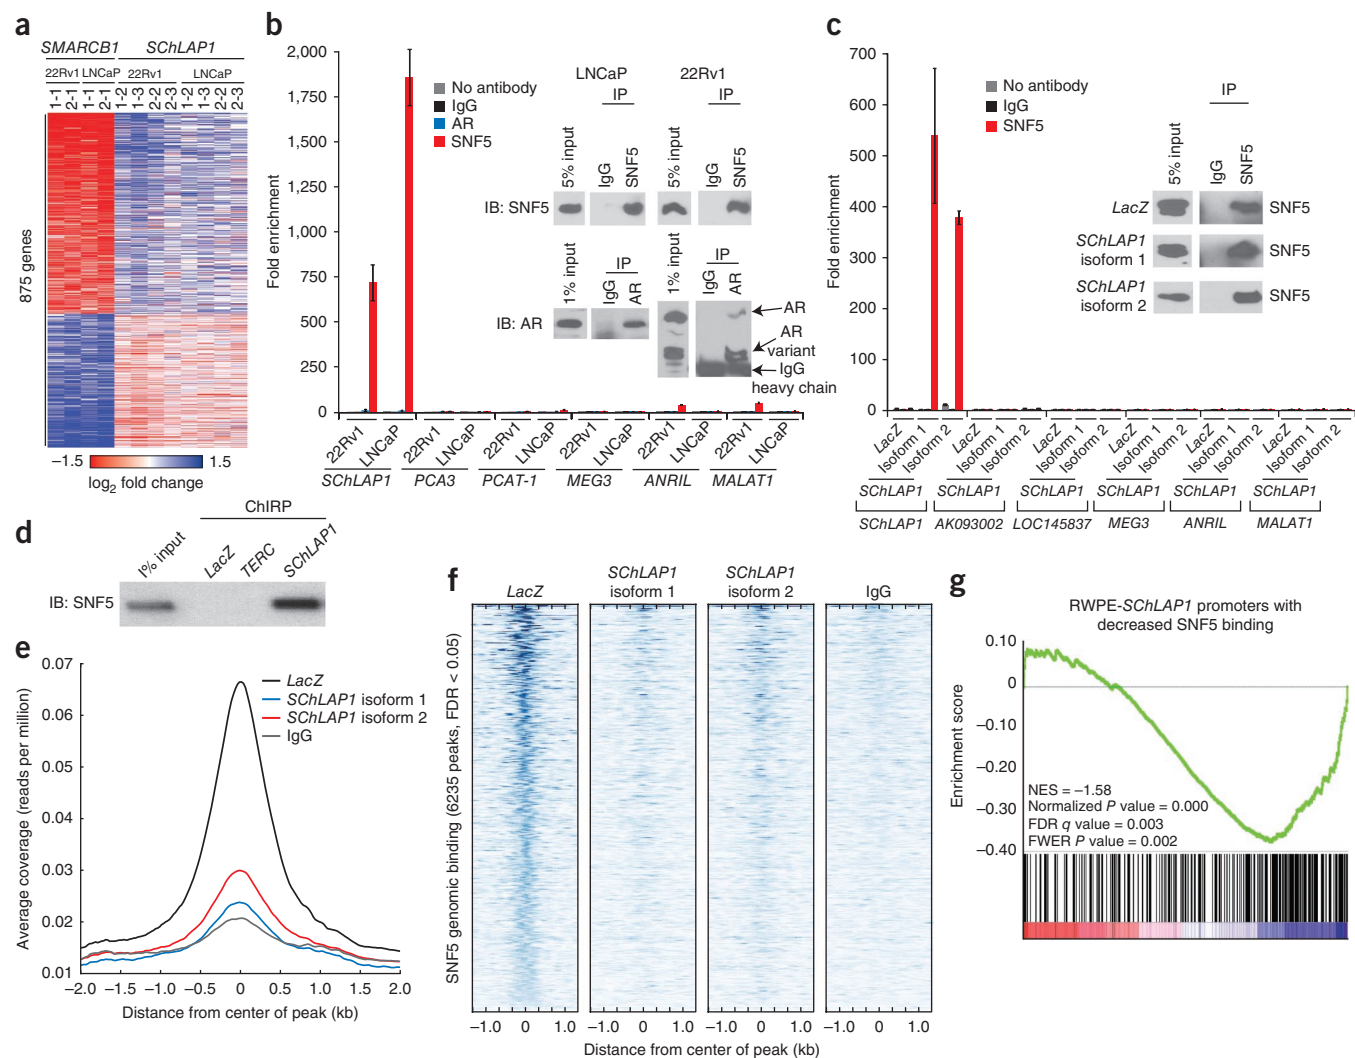 a
SMARCB1 SChLAP1
22Rv1 LNCaP 22Rv1 LNCaP
1-1 2-1 1-1 2-1 1-2 1-3 2-2 2-3 1-2 1-3 2-2 2-3
875 genes
–1.5 1.5
log2 fold change
b
Fold enrichment
2,000
1,750
1,500
1,250
1,000
750
500
250
0
No antibody
IgG
AR
SNF5
LNCaP 22Rv1
IP IP
5% input IgG SNF5 5% input IgG SNF5
IB: SNF5
IP IP
1% input IgG AR 1% input IgG AR
IB: AR
AR
AR
variant
IgG
heavy chain
22Rv1 LNCaP 22Rv1 LNCaP 22Rv1 LNCaP 22Rv1 LNCaP 22Rv1 LNCaP 22Rv1 LNCaP
SChLAP1 PCA3 PCAT-1 MEG3 ANRIL MALAT1
c
Fold enrichment
700
600
500
400
300
200
100
0
No antibody
IgG
SNF5
IP
5% input IgG SNF5
LacZ SNF5
SChLAP1
isoform 1 SNF5
SChLAP1
isoform 2 SNF5
LacZ Isoform 1 Isoform 2 LacZ Isoform 1 Isoform 2 LacZ Isoform 1 Isoform 2 LacZ Isoform 1 Isoform 2 LacZ Isoform 1 Isoform 2 LacZ Isoform 1 Isoform 2
SChLAP1 SChLAP1 SChLAP1 SChLAP1 SChLAP1 SChLAP1
SChLAP1 AK093002 LOC145837 MEG3 ANRIL MALAT1
d
ChIRP
1% input LacZ TERC SChLAP1
IB: SNF5
e
Average coverage (reads per million)
0.07
0.06
0.05
0.04
0.03
0.02
0.01
LacZ
SChLAP1 isoform 1
SChLAP1 isoform 2
IgG
–2.0 –1.5 –1.0 –0.5 0 0.5 1.0 1.5 2.0
Distance from center of peak (kb)
f
SNF5 genomic binding (6235 peaks, FDR < 0.05)
LacZ
SChLAP1
isoform 1
SChLAP1
isoform 2
IgG
–1.0 0 1.0 –1.0 0 1.0 –1.0 0 1.0 –1.0 0 1.0
Distance from center of peak (kb)
g
RWPE-SChLAP1 promoters with
decreased SNF5 binding
Enrichment score
0.10
0
–0.10
–0.20
–0.30
–0.40
NES = –1.58
Normalized P value = 0.000
FDR q value = 0.003
FWER P value = 0.002